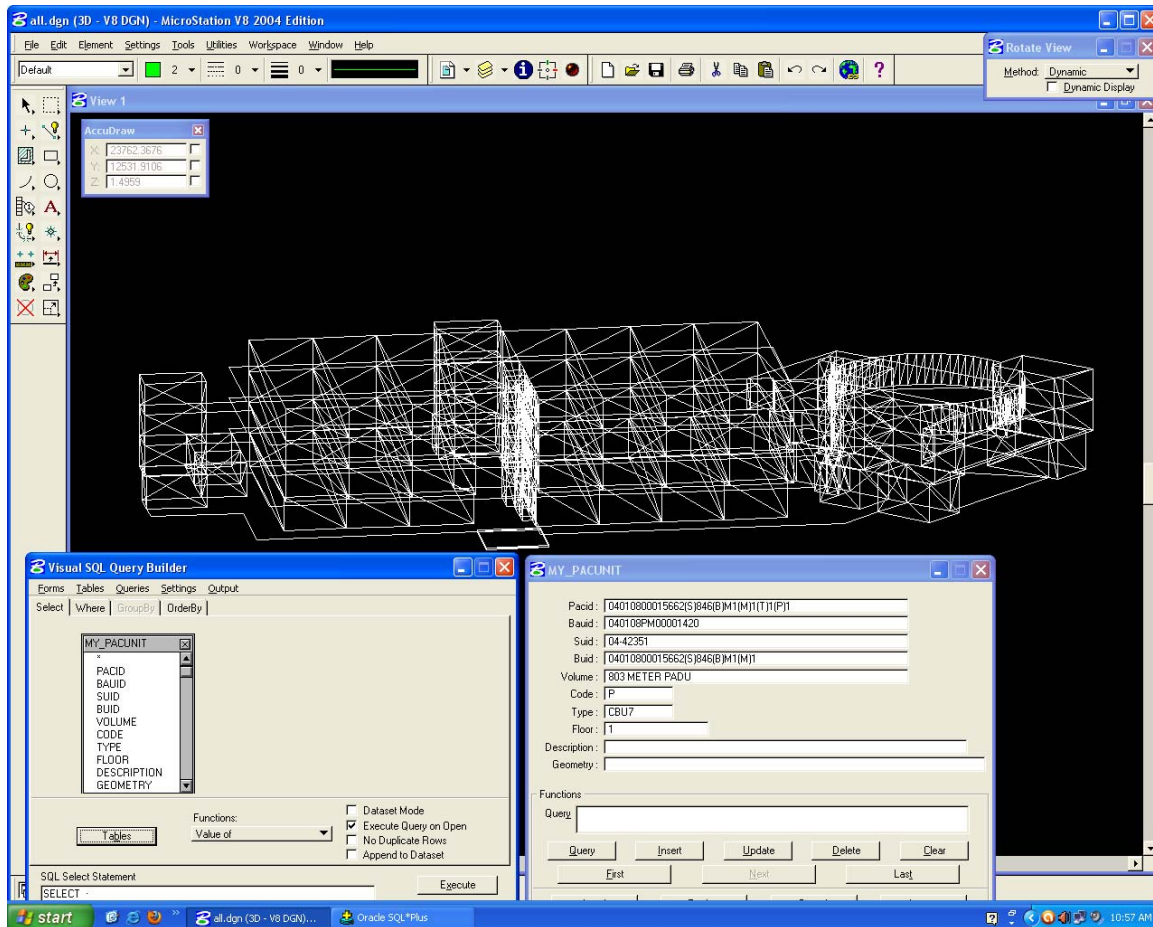 all.dgn (3D - V8 DGN) - MicroStation V8 2004 Edition
File Edit Element Settings Tools Utilities Workspace Window Help
Default 2 0 0
Rotate View
Method: Dynamic
Dynamic Display
View 1
AccuDraw
X: 23762.3676
Y: 12531.9106
Z: 1.4959
Visual SQL Query Builder
Forms Tables Queries Settings Output
Select Where GroupBy OrderBy
MY_PACUNIT
*
PACID
BAUID
SUID
BUID
VOLUME
CODE
TYPE
FLOOR
DESCRIPTION
GEOMETRY
Tables
Functions:
Value of
Dataset Mode
Execute Query on Open
No Duplicate Rows
Append to Dataset
SQL Select Statement
SELECT -
Execute
MY_PACUNIT
Pacid : 04010800015662(S)846(B)M1(M)1(T)1(P)1
Bauid : 040108PM00001420
Suid : 04-42351
Buid : 04010800015662(S)846(B)M1(M)1
Volume : 803 METER PADU
Code : P
Type : CBU7
Floor : 1
Description :
Geometry :
Functions
Query
Query Insert Update Delete Clear
First Next Last
start all.dgn (3D - V8 DGN)... Oracle SQL*Plus 10:57 AM